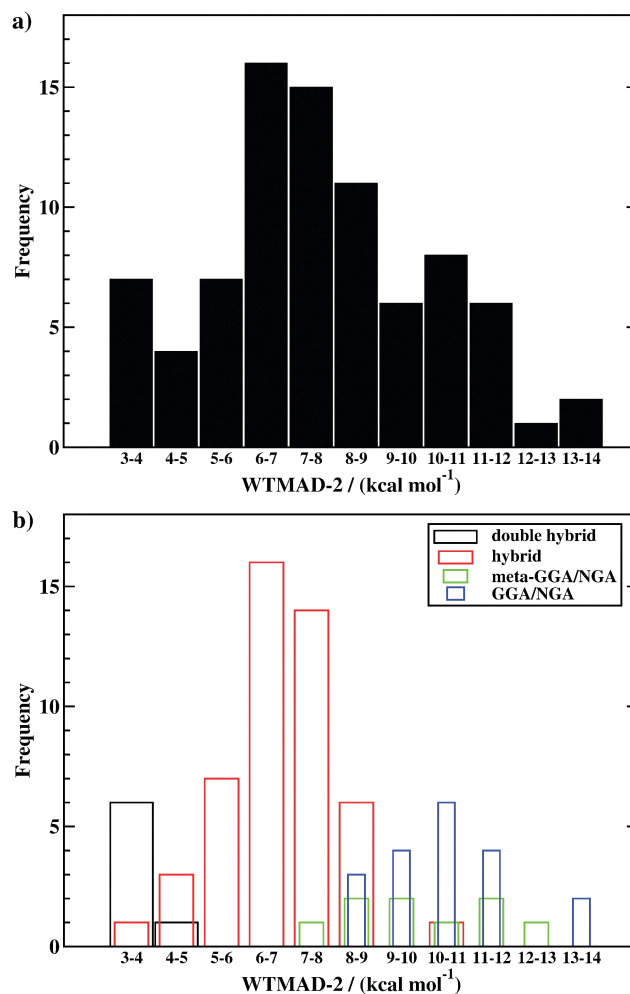 a)
15
10
5
0
Frequency
3-4 4-5 5-6 6-7 7-8 8-9 9-10 10-11 11-12 12-13 13-14
WTMAD-2 / (kcal mol⁻¹)
b)
double hybrid
hybrid
meta-GGA/NGA
GGA/NGA
15
10
5
0
Frequency
3-4 4-5 5-6 6-7 7-8 8-9 9-10 10-11 11-12 12-13 13-14
WTMAD-2 / (kcal mol⁻¹)